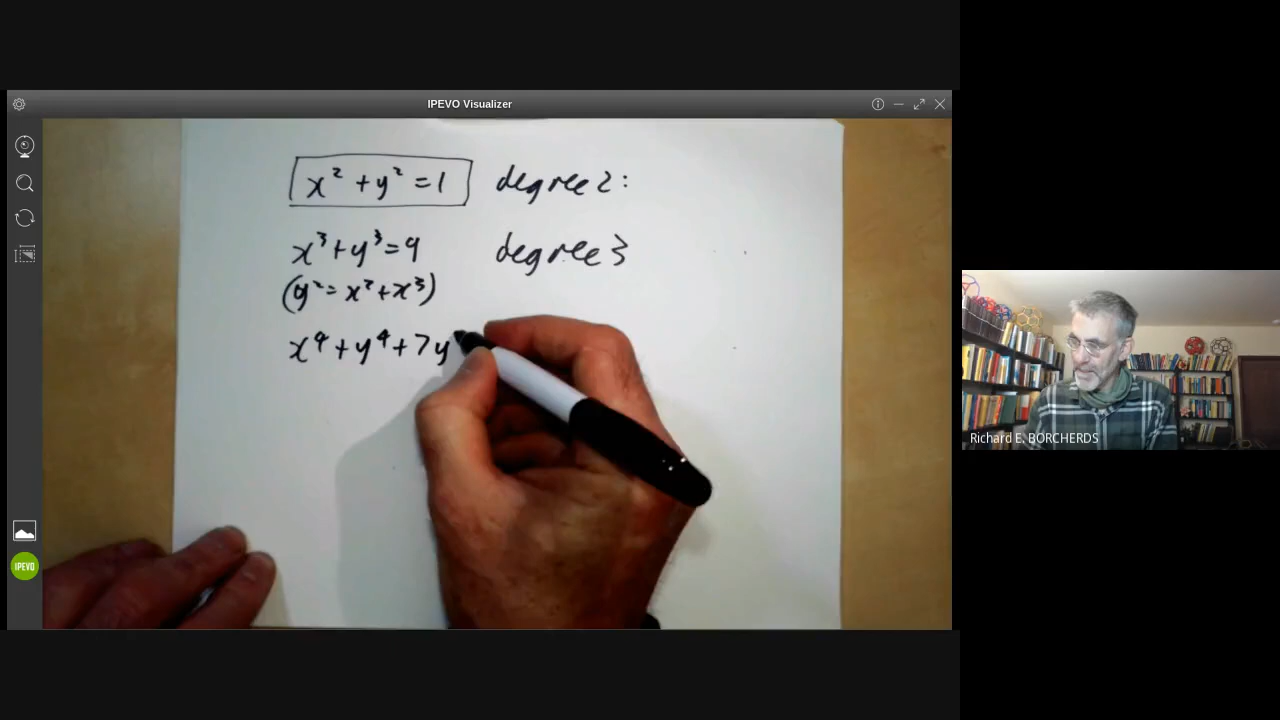 IPEVO Visualizer
x² + y² = 1 degree 2:
x³ + y³ = 9 degree 3
(y² = x² + x³)
x⁴ + y⁴ + 7y
IPEVO
Richard E. BORCHERDS